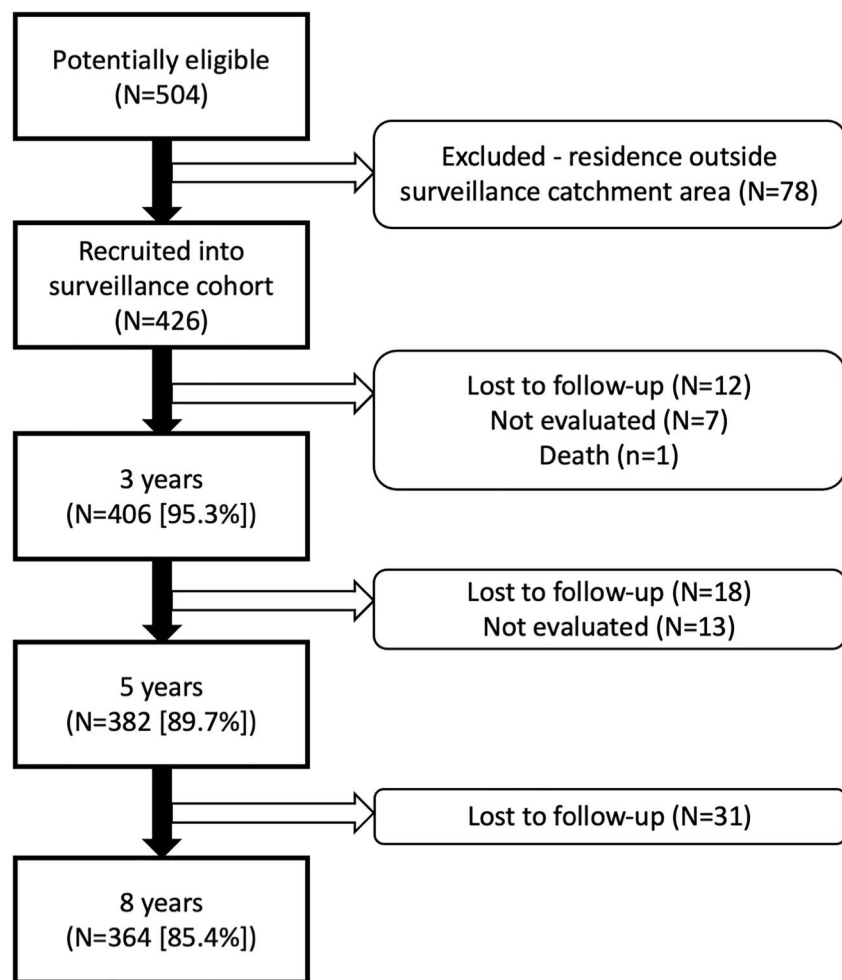 Potentially eligible
(N=504)
Excluded - residence outside
surveillance catchment area (N=78)
Recruited into
surveillance cohort
(N=426)
Lost to follow-up (N=12)
Not evaluated (N=7)
Death (n=1)
3 years
(N=406 [95.3%])
Lost to follow-up (N=18)
Not evaluated (N=13)
5 years
(N=382 [89.7%])
Lost to follow-up (N=31)
8 years
(N=364 [85.4%])